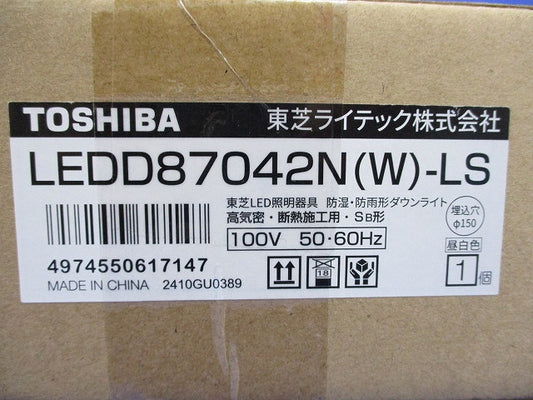 TOSHIBA 東芝ライテック株式会社
LEDD87042N(W)-LS
東芝LED照明器具 防湿・防雨形ダウンライト
高気密・断熱施工用・SB形
埋込穴
φ150
100V 50・60Hz
昼白色
4974550617147
18
1個
MADE IN CHINA 2410GU0389